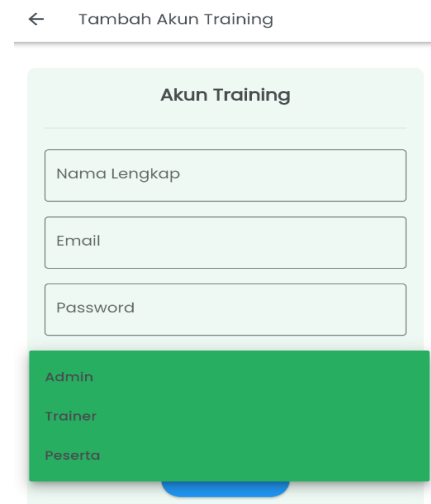 Tambah Akun Training
Akun Training
Nama Lengkap
Email
Password
Admin
Trainer
Peserta